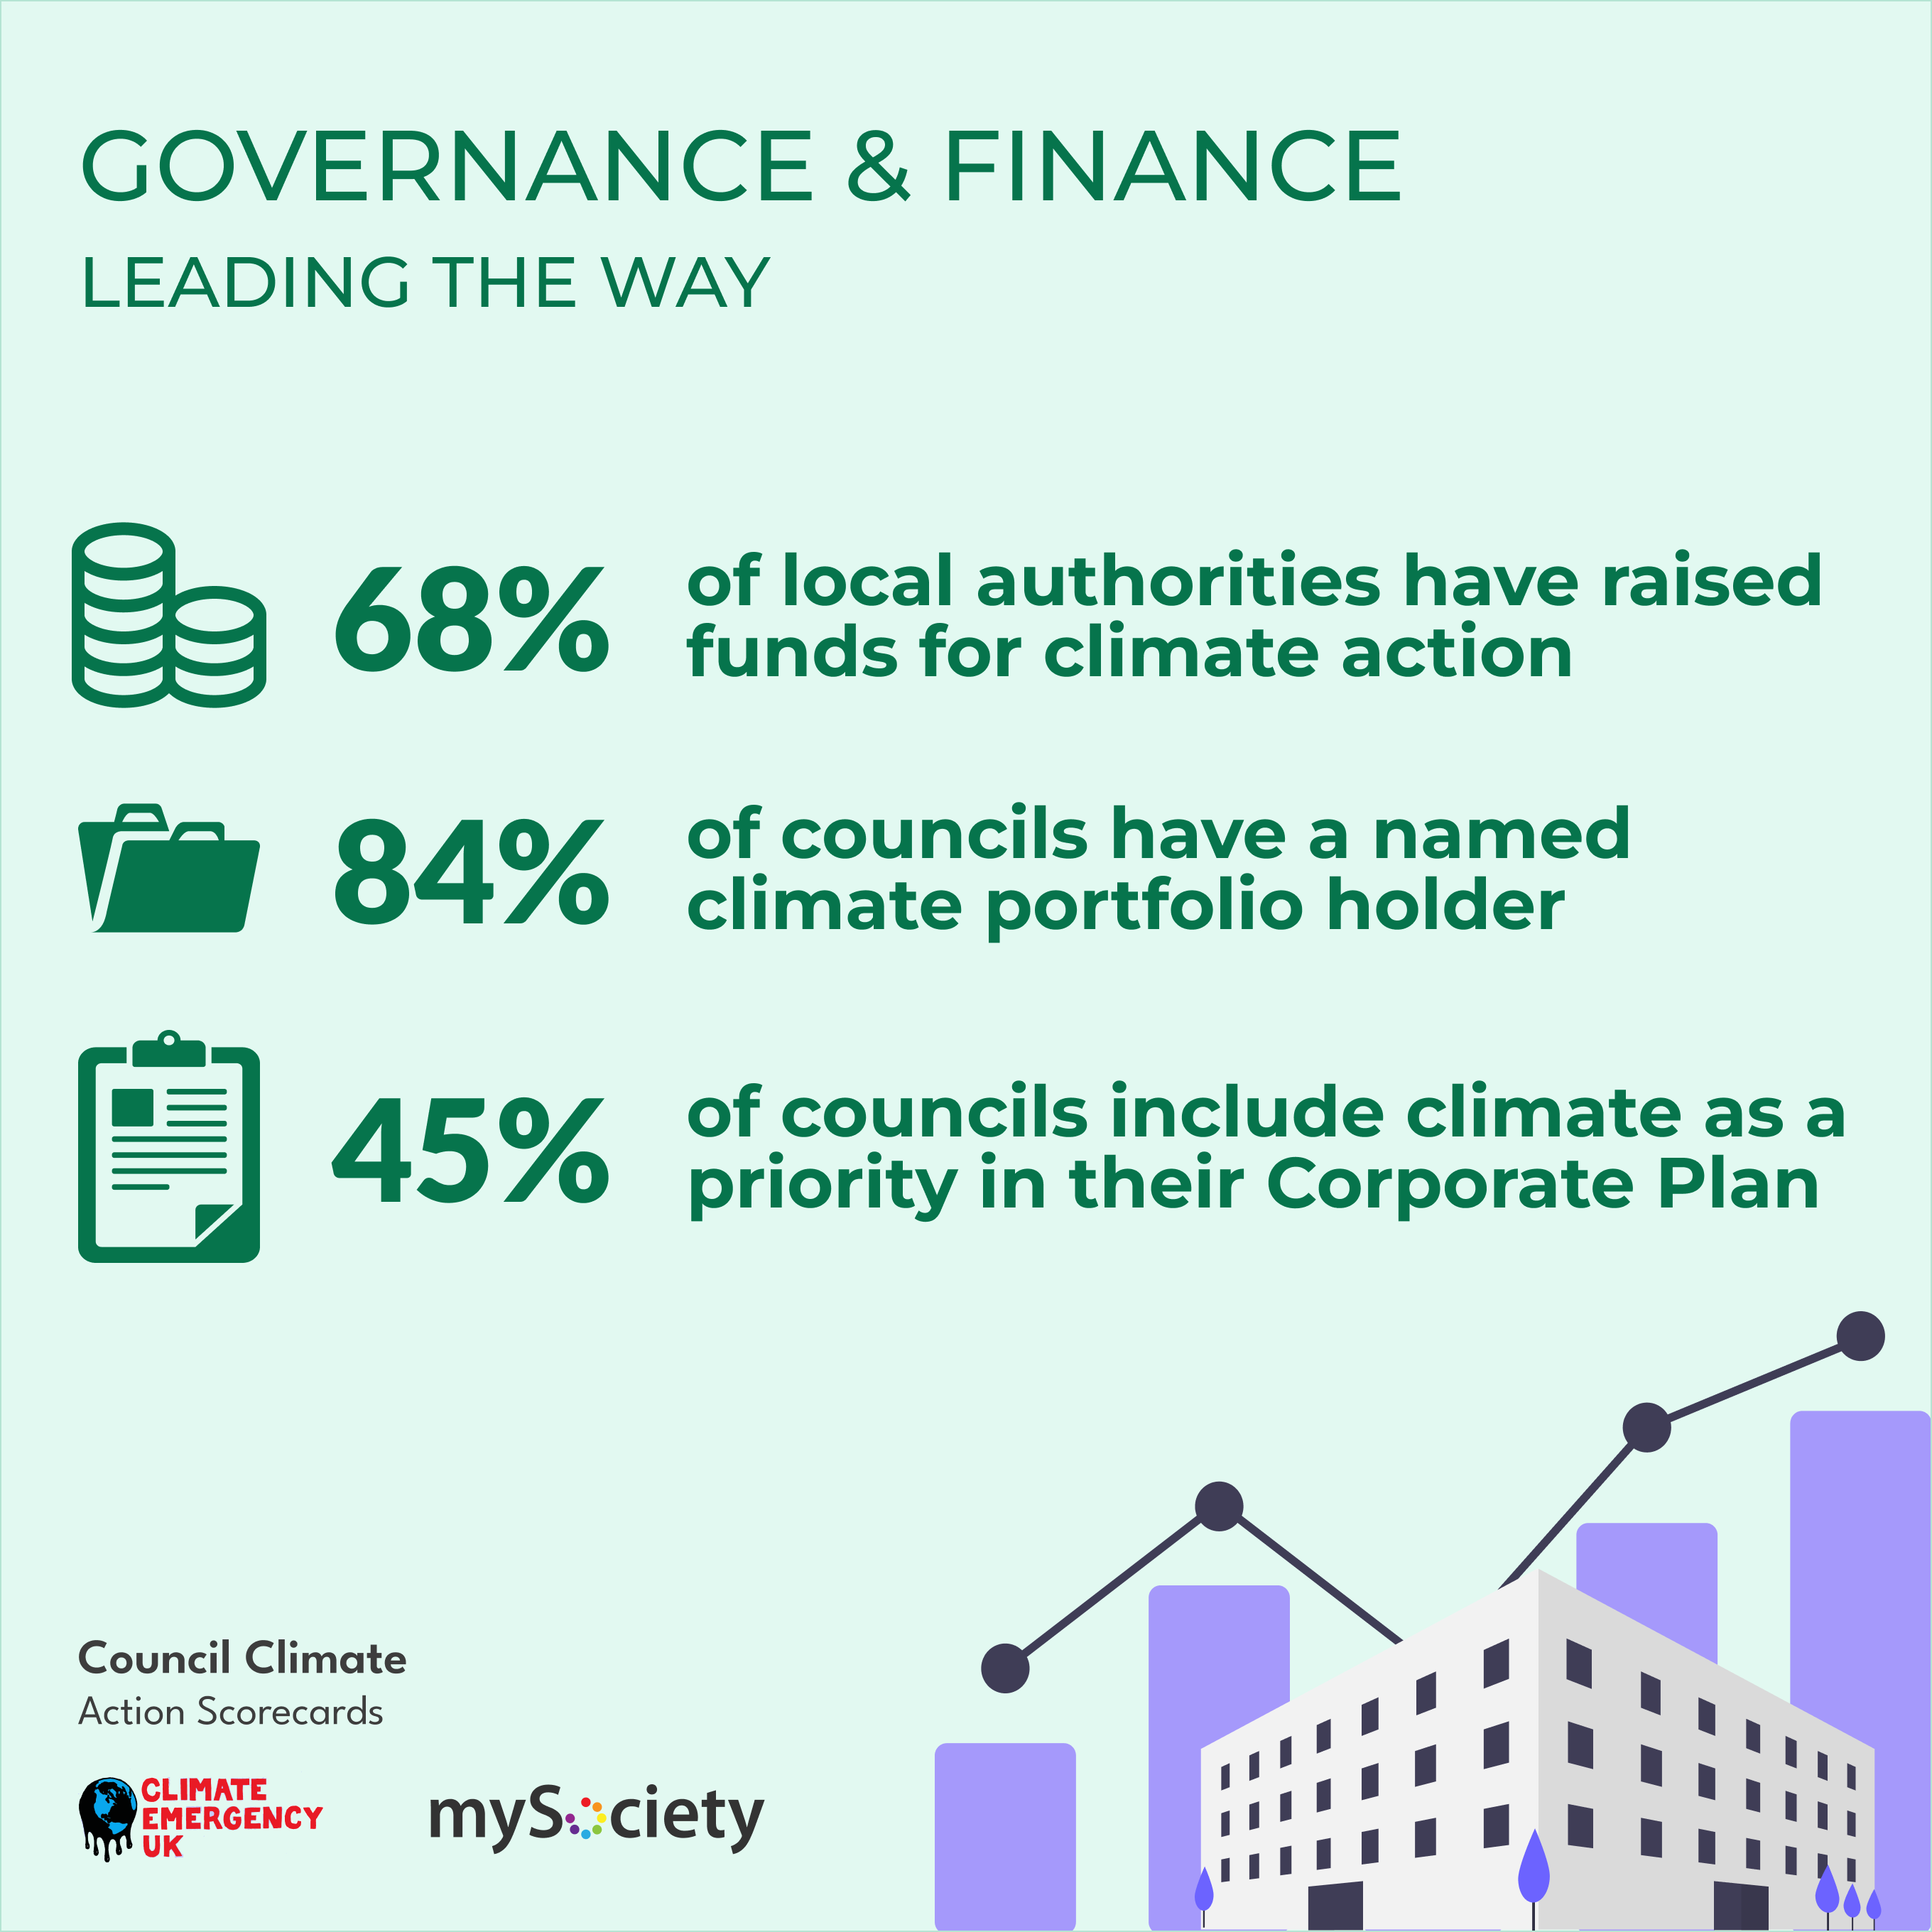 GOVERNANCE & FINANCE
LEADING THE WAY
68%
of local authorities have raised
funds for climate action
84%
of councils have a named
climate portfolio holder
45%
of councils include climate as a
priority in their Corporate Plan
Council Climate
Action Scorecards
CLIMATE
EMERGENCY
UK
mySociety